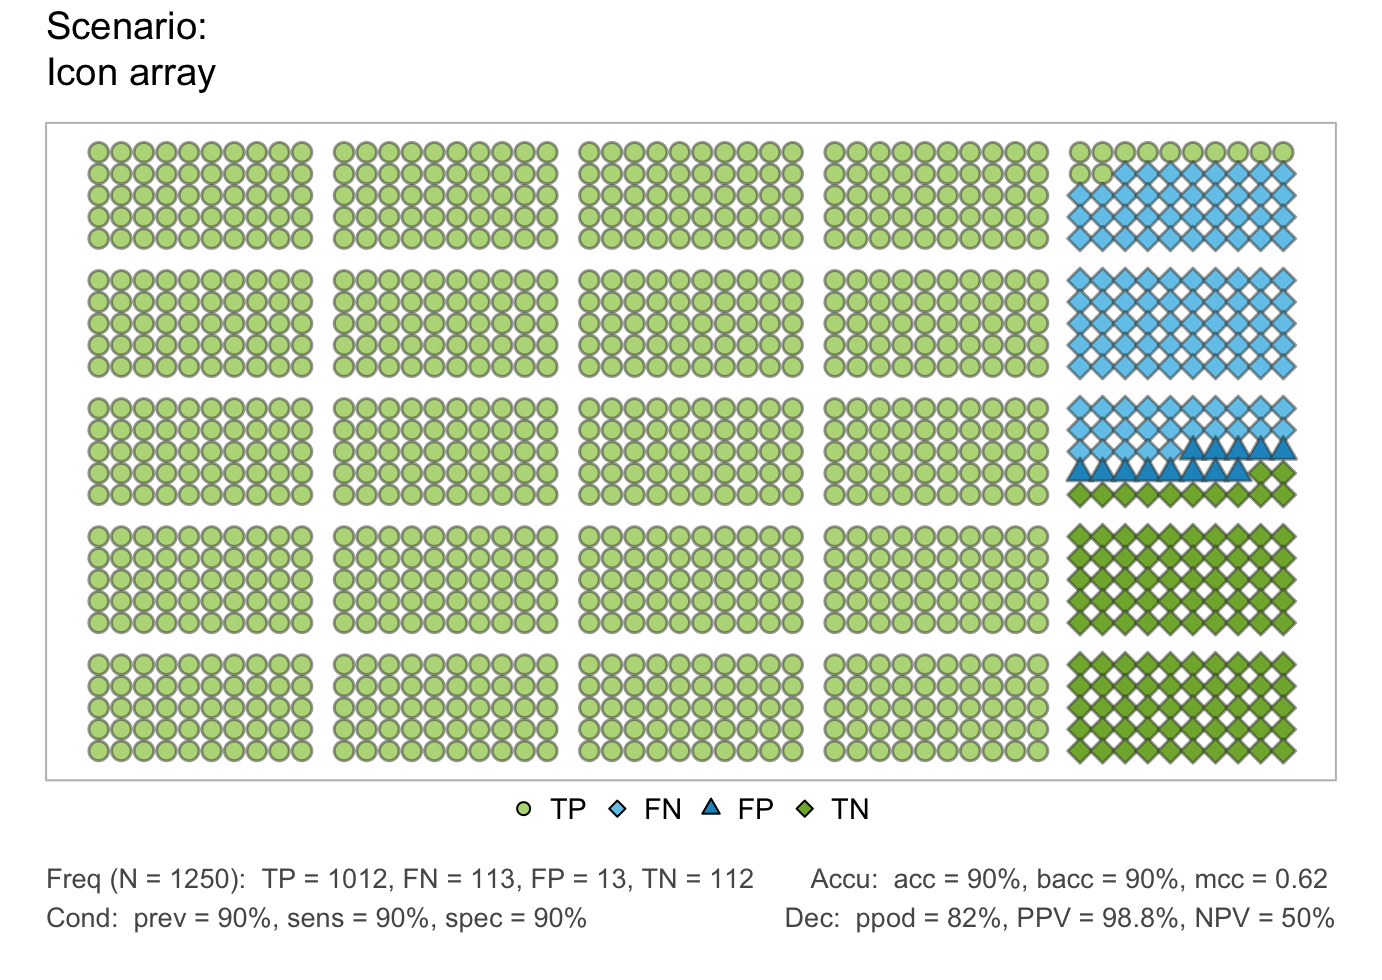 Scenario:
Icon array
TP FN FP TN
Freq (N = 1250):  TP = 1012, FN = 113, FP = 13, TN = 112
Accu:  acc = 90%, bacc = 90%, mcc = 0.62
Cond:  prev = 90%, sens = 90%, spec = 90%
Dec:  ppod = 82%, PPV = 98.8%, NPV = 50%